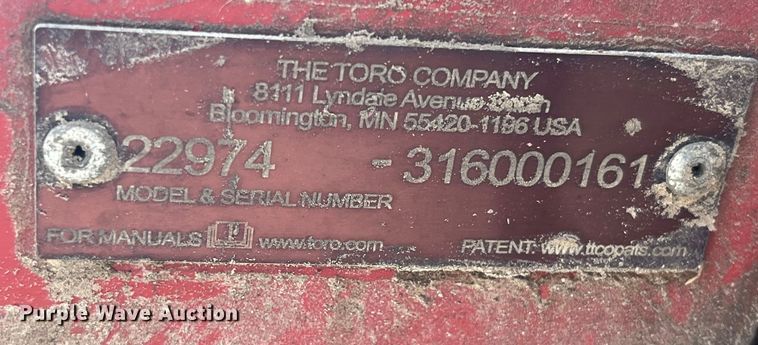 THE TORO COMPANY
8111 Lyndale Avenue South
Bloomington, MN 55420-1196 USA
22974 - 316000161
MODEL & SERIAL NUMBER
FOR MANUALS www.toro.com PATENT: www.ttcopats.com
Purple Wave Auction